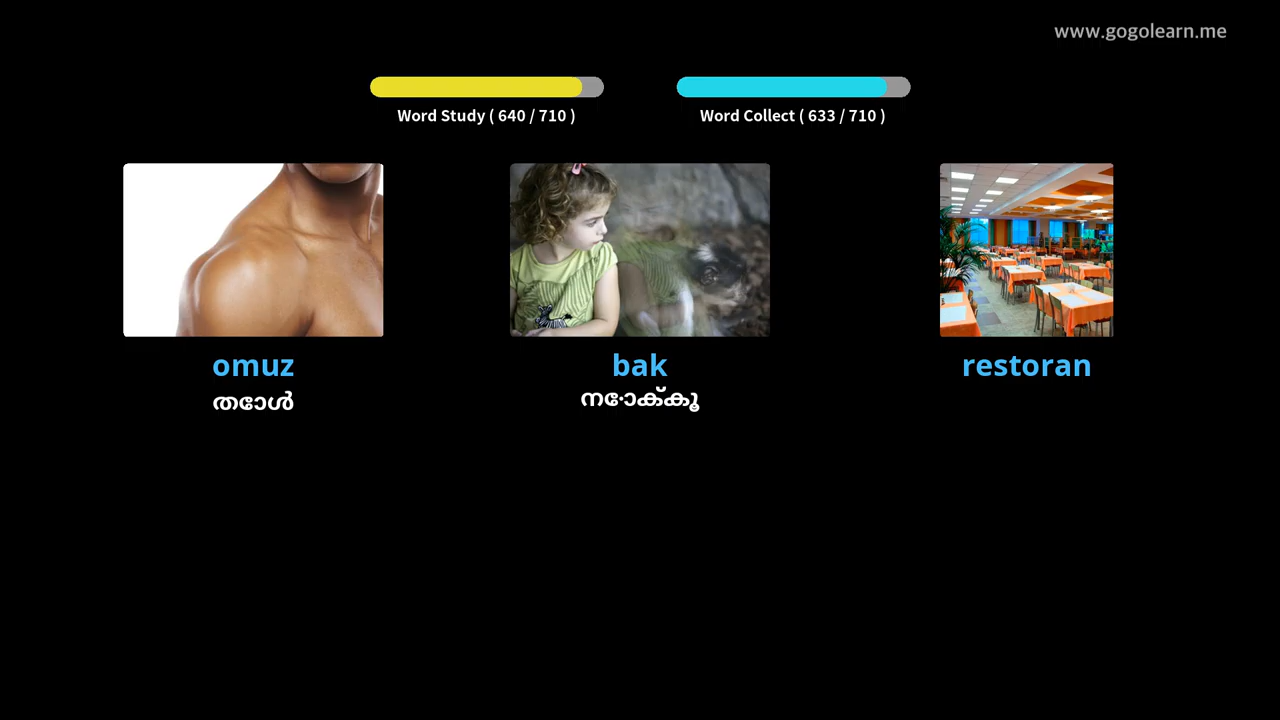 www.gogolearn.me
Word Study ( 640 / 710 )
Word Collect ( 633 / 710 )
omuz
തോൾ
bak
നോക്കൂ
restoran